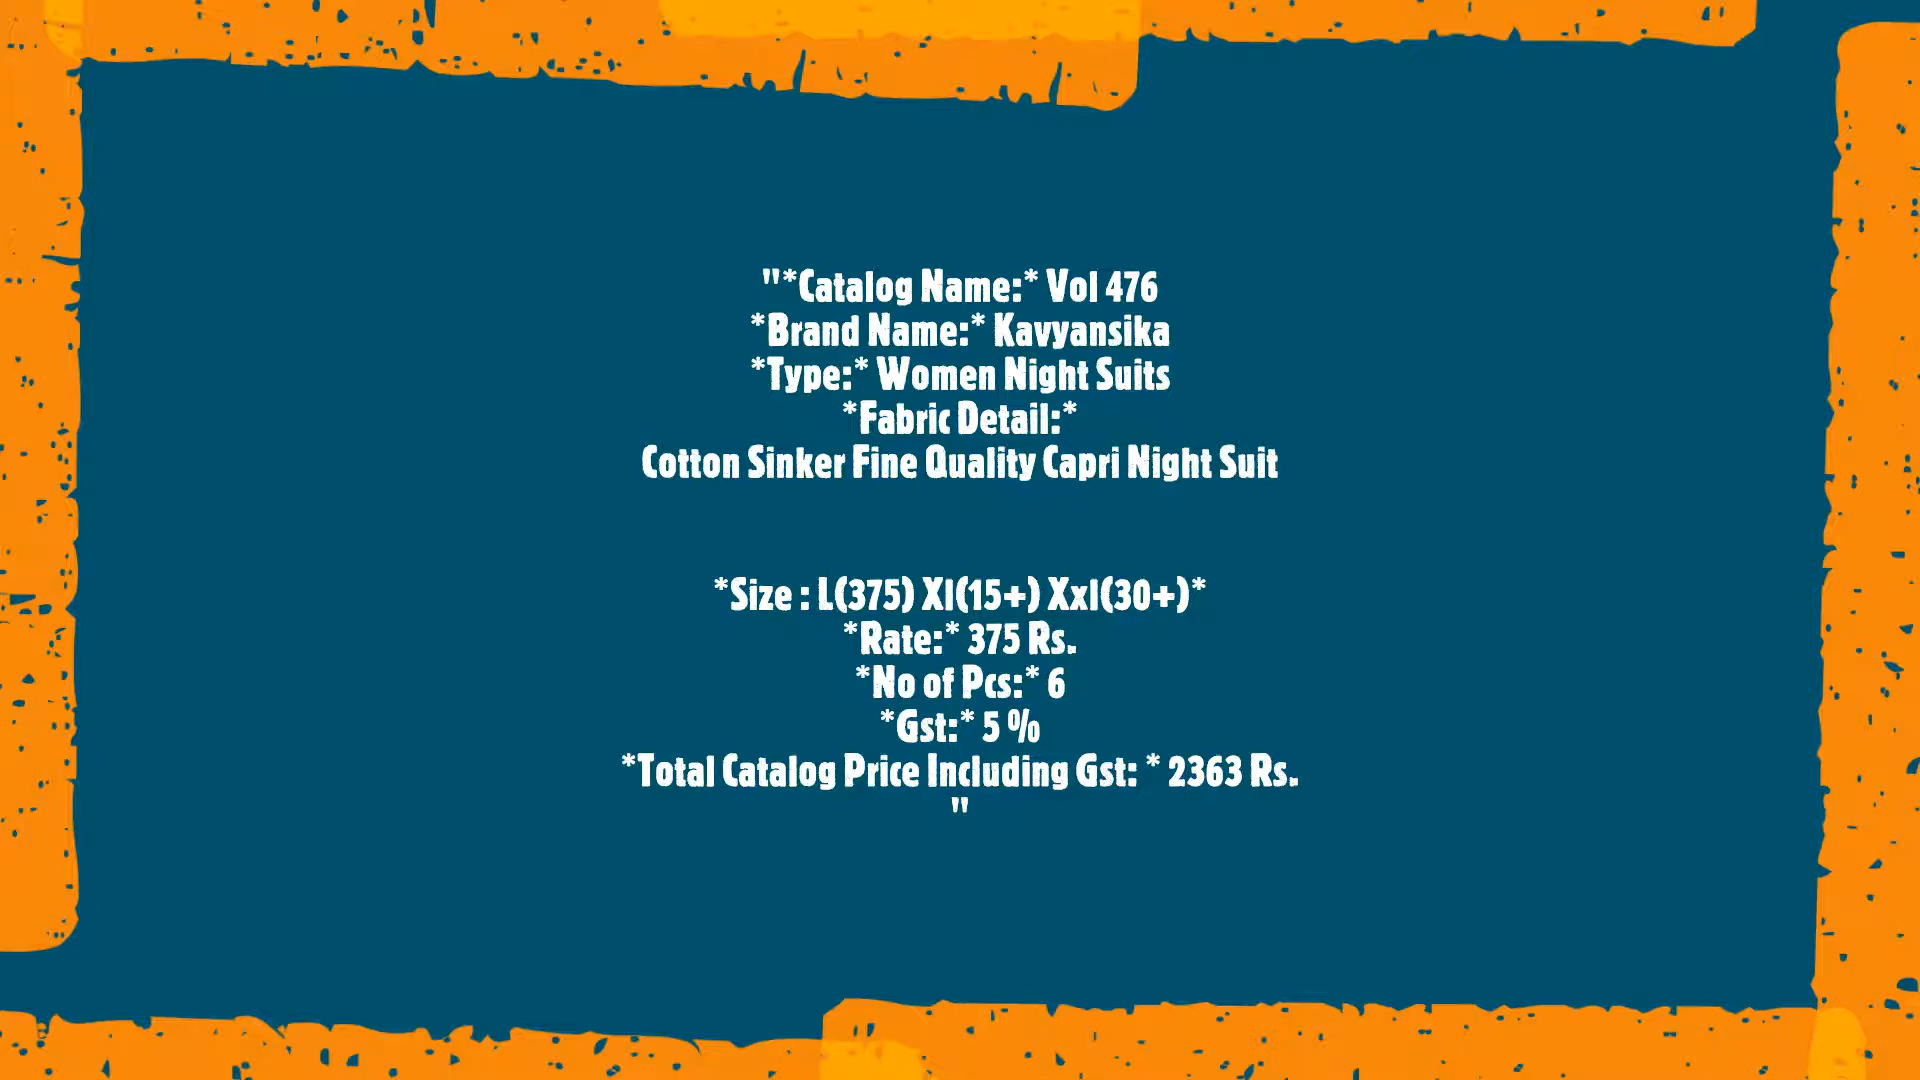 "*Catalog Name:* Vol 476
*Brand Name:* Kavyansika
*Type:* Women Night Suits
*Fabric Detail:*
Cotton Sinker Fine Quality Capri Night Suit
*Size : L(375) Xl(15+) Xxl(30+)*
*Rate:* 375 Rs.
*No of Pcs:* 6
*Gst:* 5 %
*Total Catalog Price Including Gst: * 2363 Rs.
"